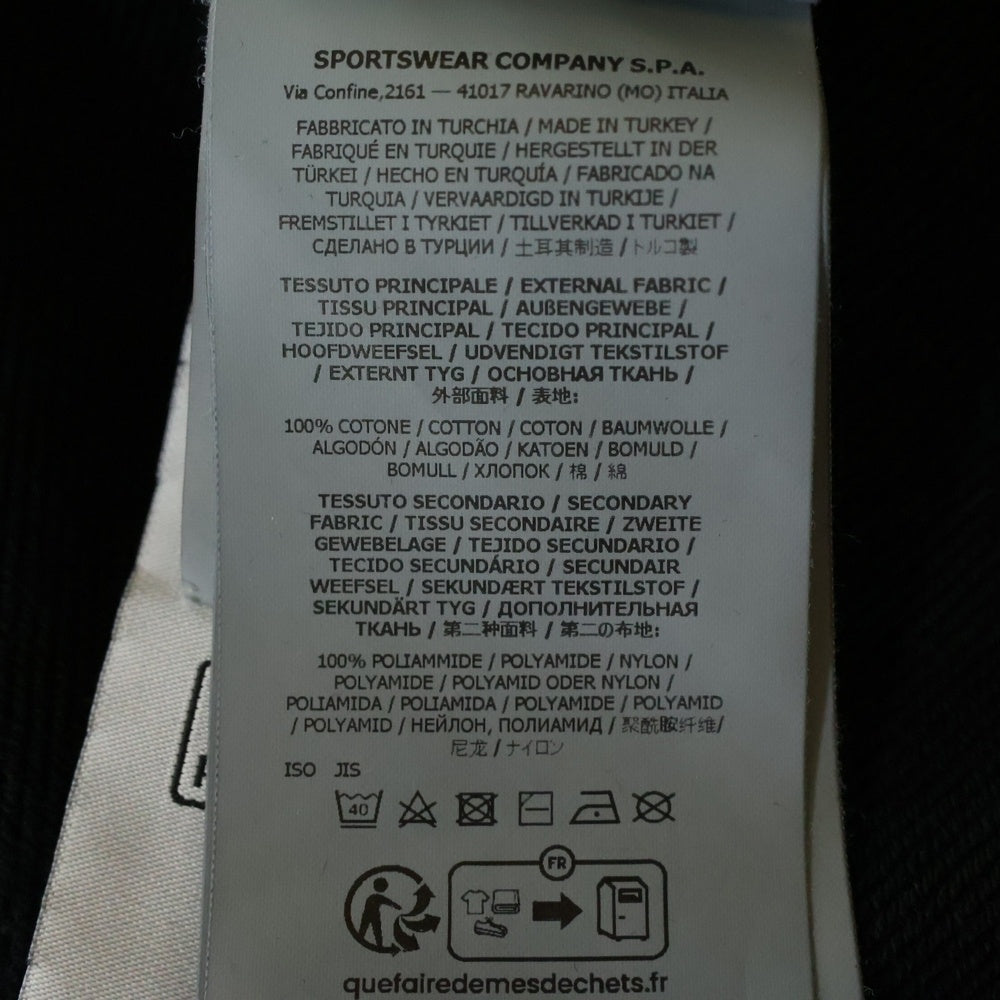 SPORTSWEAR COMPANY S.P.A.
Via Confine,2161 — 41017 RAVARINO (MO) ITALIA
FABBRICATO IN TURCHIA / MADE IN TURKEY /
FABRIQUÉ EN TURQUIE / HERGESTELLT IN DER
TÜRKEI / HECHO EN TURQUÍA / FABRICADO NA
TURQUIA / VERVAARDIGD IN TURKIJE /
FREMSTILLET I TYRKIET / TILLVERKAD I TURKIET /
СДЕЛАНО В ТУРЦИИ / 土耳其制造 / トルコ製
TESSUTO PRINCIPALE / EXTERNAL FABRIC /
TISSU PRINCIPAL / AUßENGEWEBE /
TEJIDO PRINCIPAL / TECIDO PRINCIPAL /
HOOFDWEEFSEL / UDVENDIGT TEKSTILSTOF
/ EXTERNT TYG / ОСНОВНАЯ ТКАНЬ /
外部面料 / 表地:
100% COTONE / COTTON / COTON / BAUMWOLLE /
ALGODÓN / ALGODÃO / KATOEN / BOMULD /
BOMULL / ХЛОПОК / 棉 / 綿
TESSUTO SECONDARIO / SECONDARY
FABRIC / TISSU SECONDAIRE / ZWEITE
GEWEBELAGE / TEJIDO SECUNDARIO /
TECIDO SECUNDÁRIO / SECUNDAIR
WEEFSEL / SEKUNDÆRT TEKSTILSTOF /
SEKUNDÄRT TYG / ДОПОЛНИТЕЛЬНАЯ
ТКАНЬ / 第二种面料 / 第二の布地:
100% POLIAMMIDE / POLYAMIDE / NYLON /
POLYAMIDE / POLYAMID ODER NYLON /
POLIAMIDA / POLIAMIDA / POLYAMIDE / POLYAMID
/ POLYAMID / НЕЙЛОН, ПОЛИАМИД / 聚酰胺纤维/
尼龙 / ナイロン
ISO JIS
40
FR
quefairedemesdechets.fr